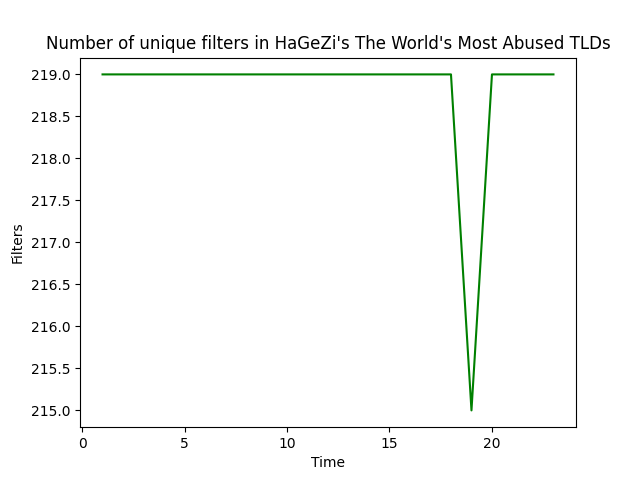 Number of unique filters in HaGeZi's The World's Most Abused TLDs
219.0
218.5
218.0
217.5
217.0
216.5
216.0
215.5
215.0
Filters
0 5 10 15 20
Time